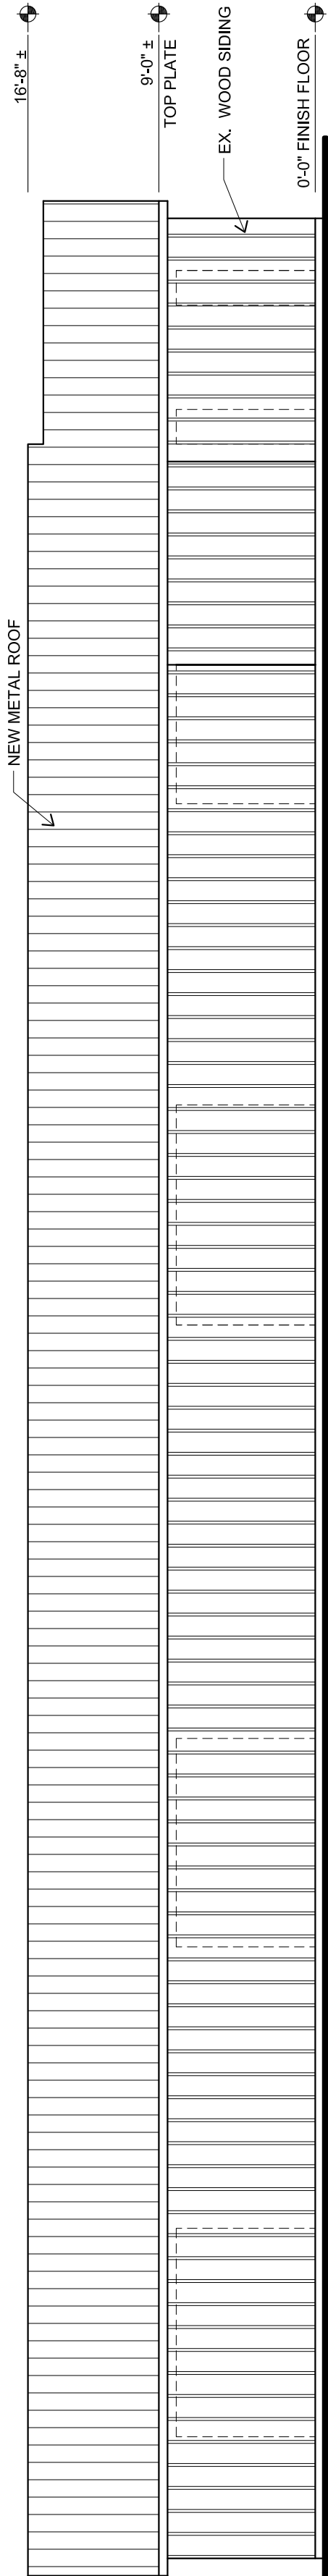 16'-8" ±
9'-0" ±
TOP PLATE
EX. WOOD SIDING
0'-0" FINISH FLOOR
NEW METAL ROOF